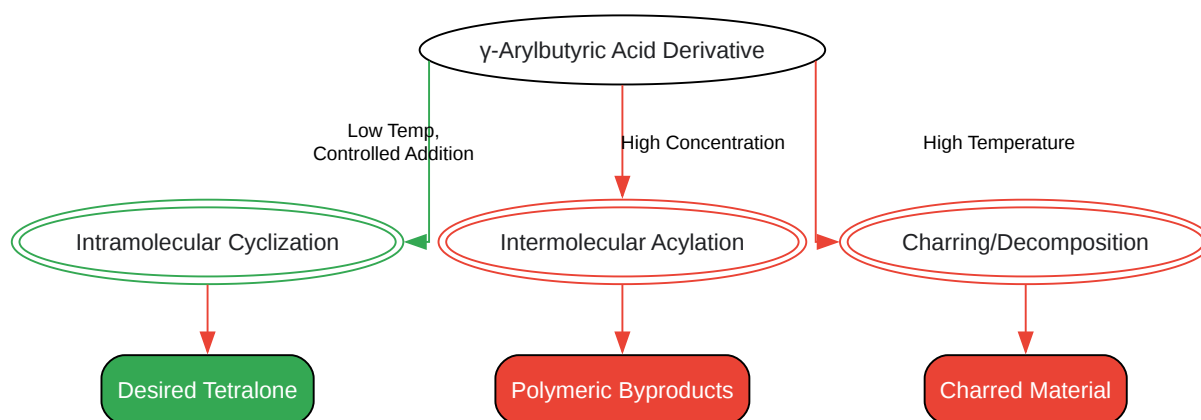 γ-Arylbutyric Acid Derivative
Low Temp,
Controlled Addition
High Concentration
High Temperature
Intramolecular Cyclization
Intermolecular Acylation
Charring/Decomposition
Desired Tetralone
Polymeric Byproducts
Charred Material